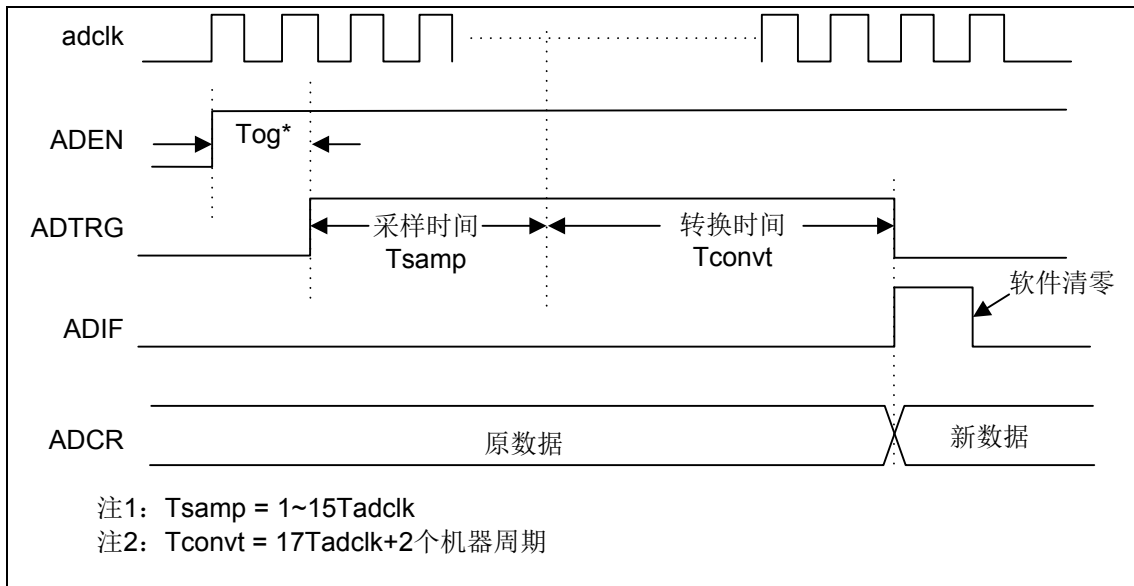 adclk
ADEN
Tog*
ADTRG
采样时间
Tsamp
转换时间
Tconvt
软件清零
ADIF
ADCR
原数据
新数据
注1：Tsamp = 1~15Tadclk
注2：Tconvt = 17Tadclk+2个机器周期